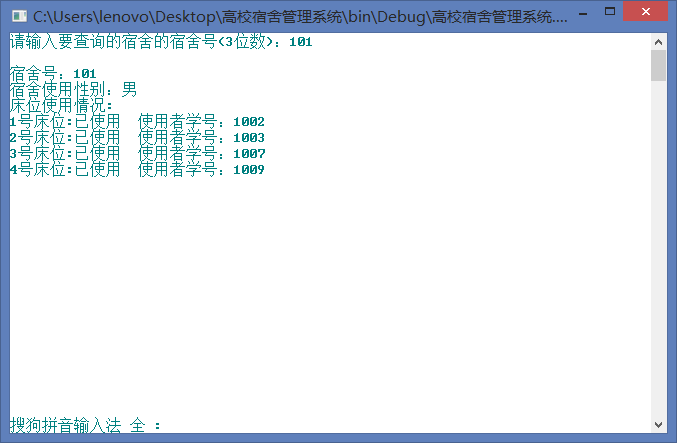 C:\Users\lenovo\Desktop\高校宿舍管理系统\bin\Debug\高校宿舍管理系统....
请输入要查询的宿舍的宿舍号(3位数)：101
宿舍号：101
宿舍使用性别：男
床位使用情况：
1号床位:已使用  使用者学号：1002
2号床位:已使用  使用者学号：1003
3号床位:已使用  使用者学号：1007
4号床位:已使用  使用者学号：1009
搜狗拼音输入法 全 ：